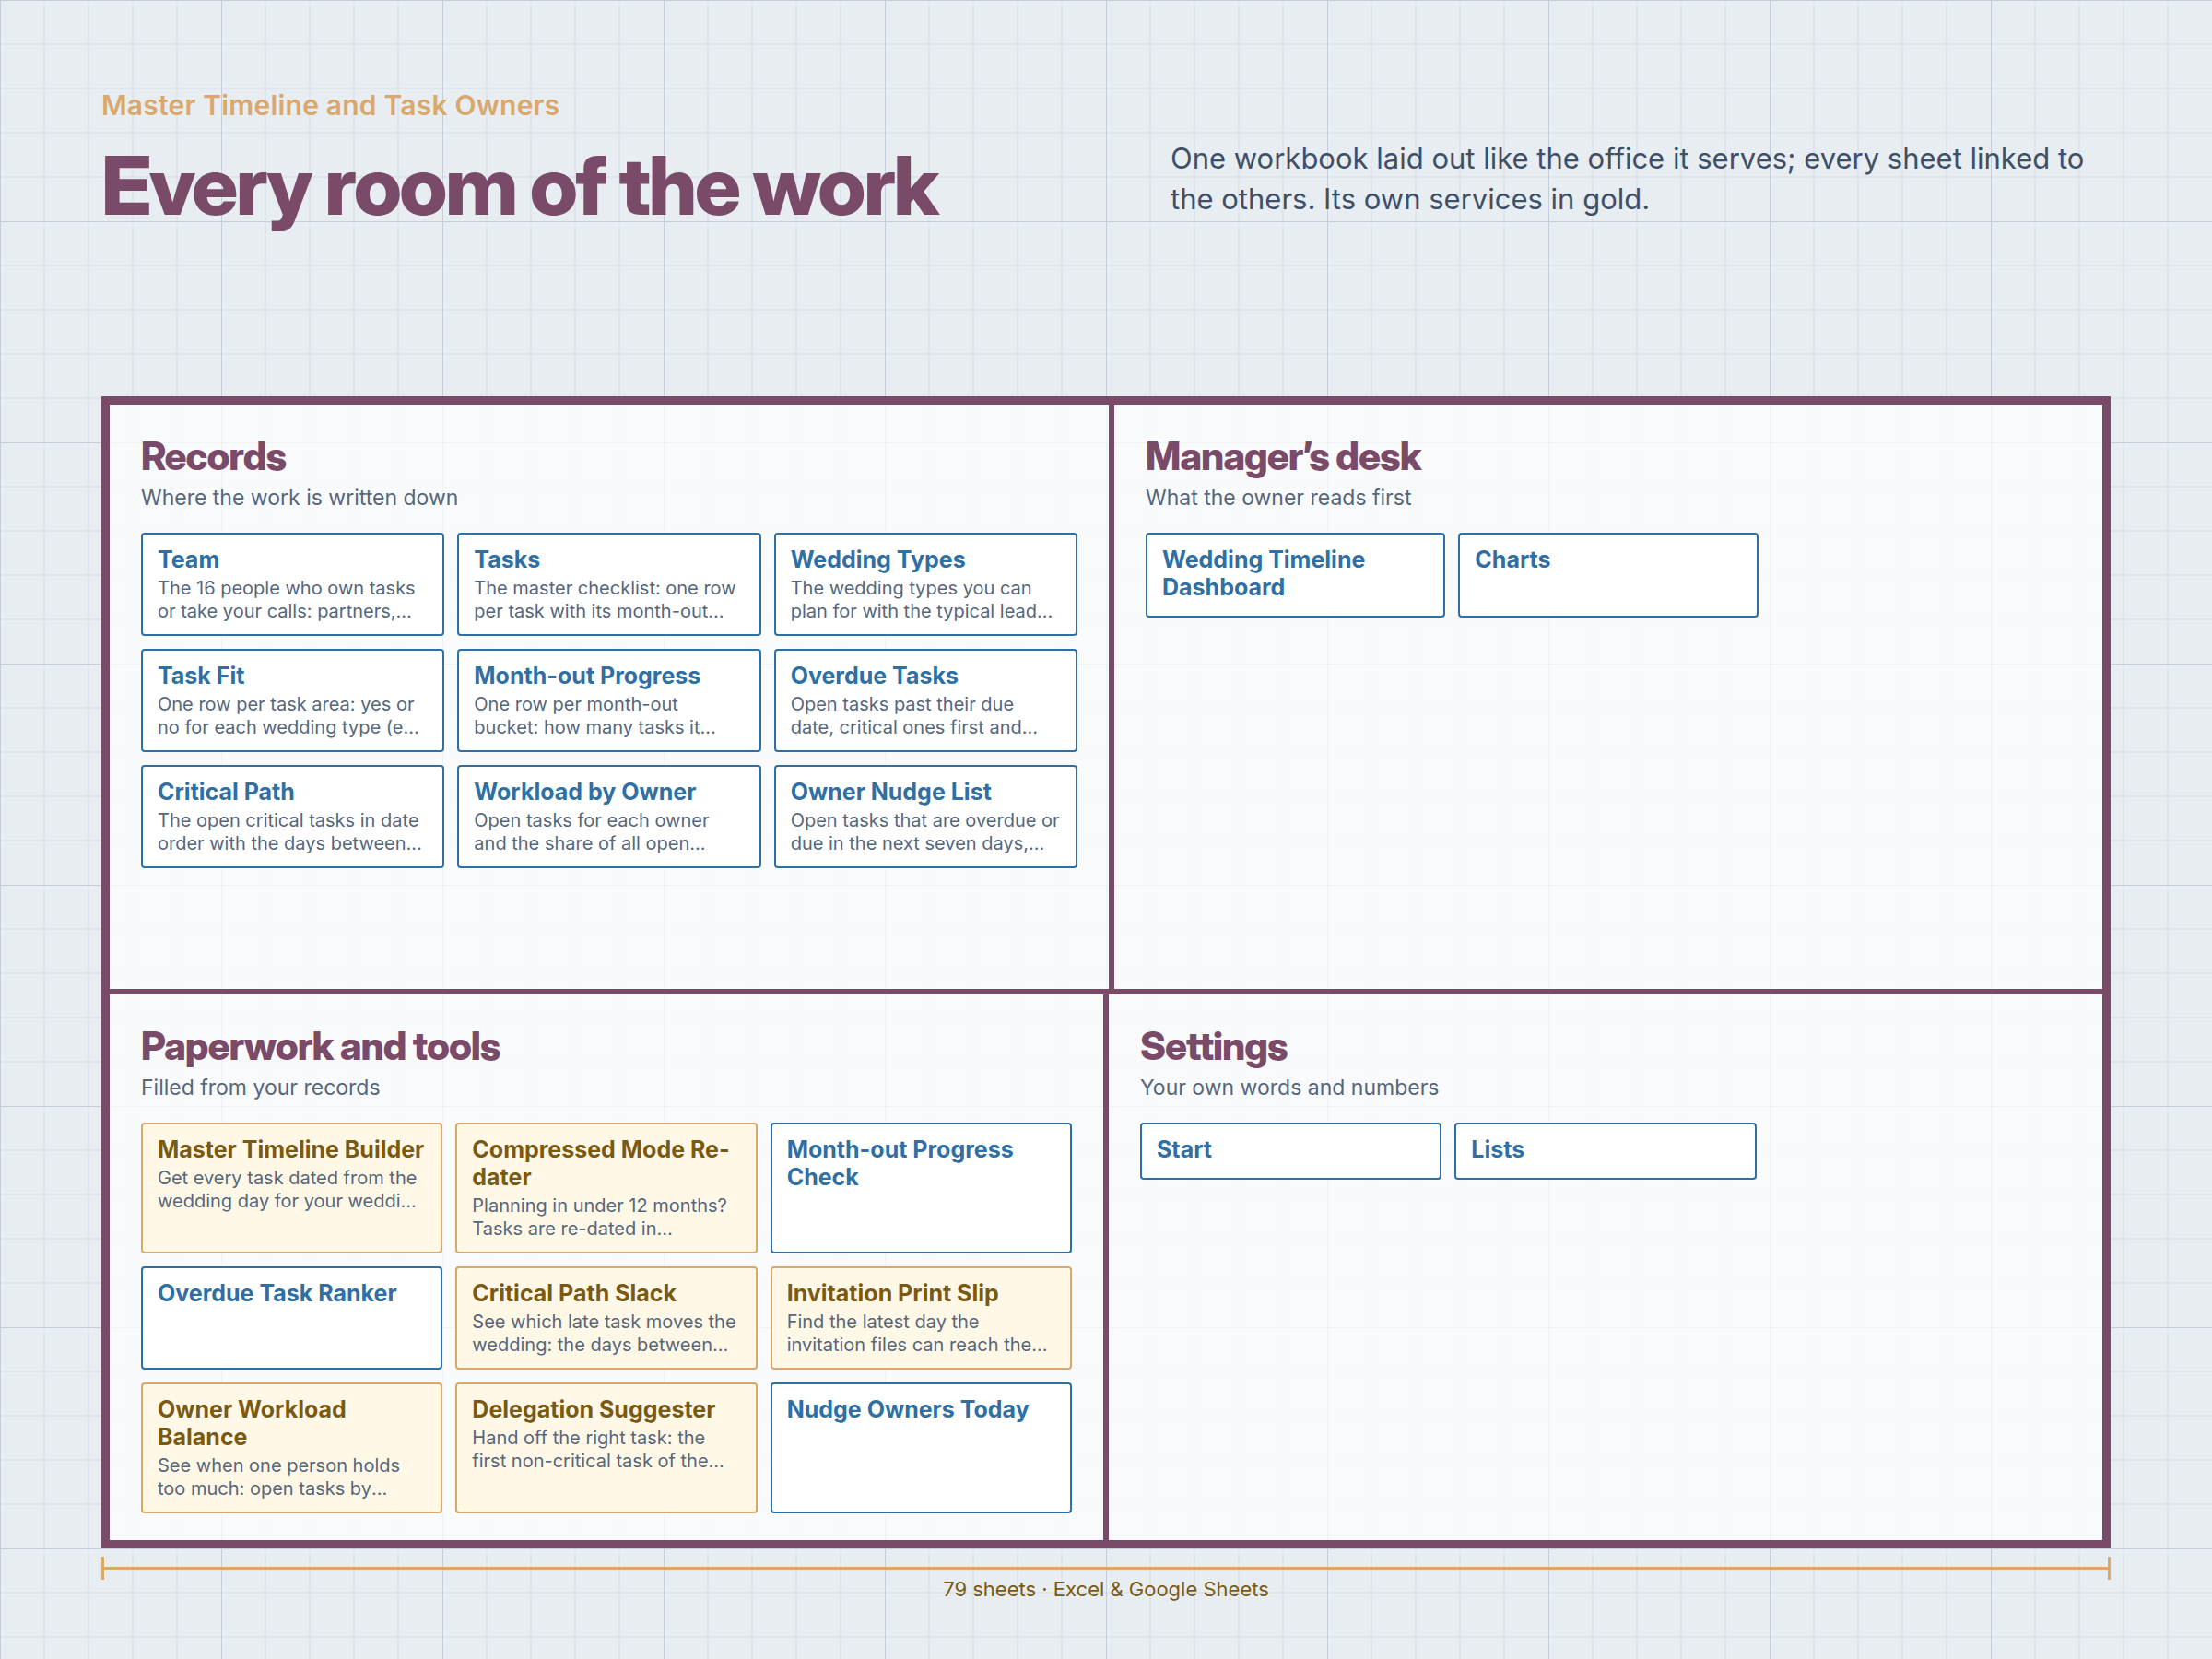 Master Timeline and Task Owners
Every room of the work
One workbook laid out like the office it serves; every sheet linked to
the others. Its own services in gold.
Records
Where the work is written down
Team
The 16 people who own tasks
or take your calls: partners,...
Tasks
The master checklist: one row
per task with its month-out...
Wedding Types
The wedding types you can
plan for with the typical lead...
Task Fit
One row per task area: yes or
no for each wedding type (e...
Month-out Progress
One row per month-out
bucket: how many tasks it...
Overdue Tasks
Open tasks past their due
date, critical ones first and...
Critical Path
The open critical tasks in date
order with the days between...
Workload by Owner
Open tasks for each owner
and the share of all open...
Owner Nudge List
Open tasks that are overdue or
due in the next seven days,...
Manager's desk
What the owner reads first
Wedding Timeline
Dashboard
Charts
Paperwork and tools
Filled from your records
Master Timeline Builder
Get every task dated from the
wedding day for your weddi...
Compressed Mode Re-
dater
Planning in under 12 months?
Tasks are re-dated in...
Month-out Progress
Check
Overdue Task Ranker
Critical Path Slack
See which late task moves the
wedding: the days between...
Invitation Print Slip
Find the latest day the
invitation files can reach the...
Owner Workload
Balance
See when one person holds
too much: open tasks by...
Delegation Suggester
Hand off the right task: the
first non-critical task of the...
Nudge Owners Today
Settings
Your own words and numbers
Start
Lists
79 sheets · Excel & Google Sheets